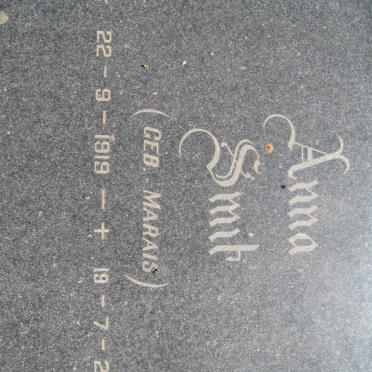 Anna
Smit
(GEB. MARAIS)
22-9-1919 — + 19-7-2